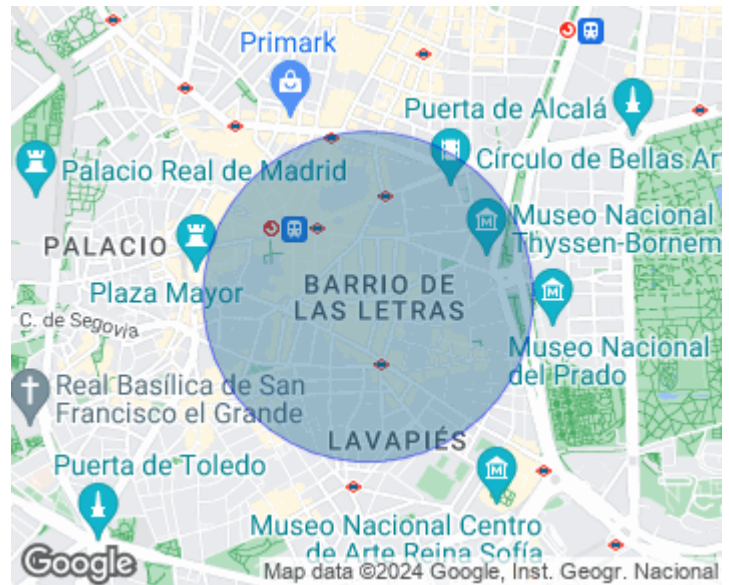 Primark
Puerta de Alcalá
Círculo de Bellas Ar
Palacio Real de Madrid
Museo Nacional
Thyssen-Bornem
PALACIO
Plaza Mayor
BARRIO DE
LAS LETRAS
C. de Segovia
Museo Nacional
del Prado
Real Basílica de San
Francisco el Grande
LAVAPIÉS
Puerta de Toledo
Museo Nacional Centro
de Arte Reina Sofía
Google
Map data ©2024 Google, Inst. Geogr. Nacional